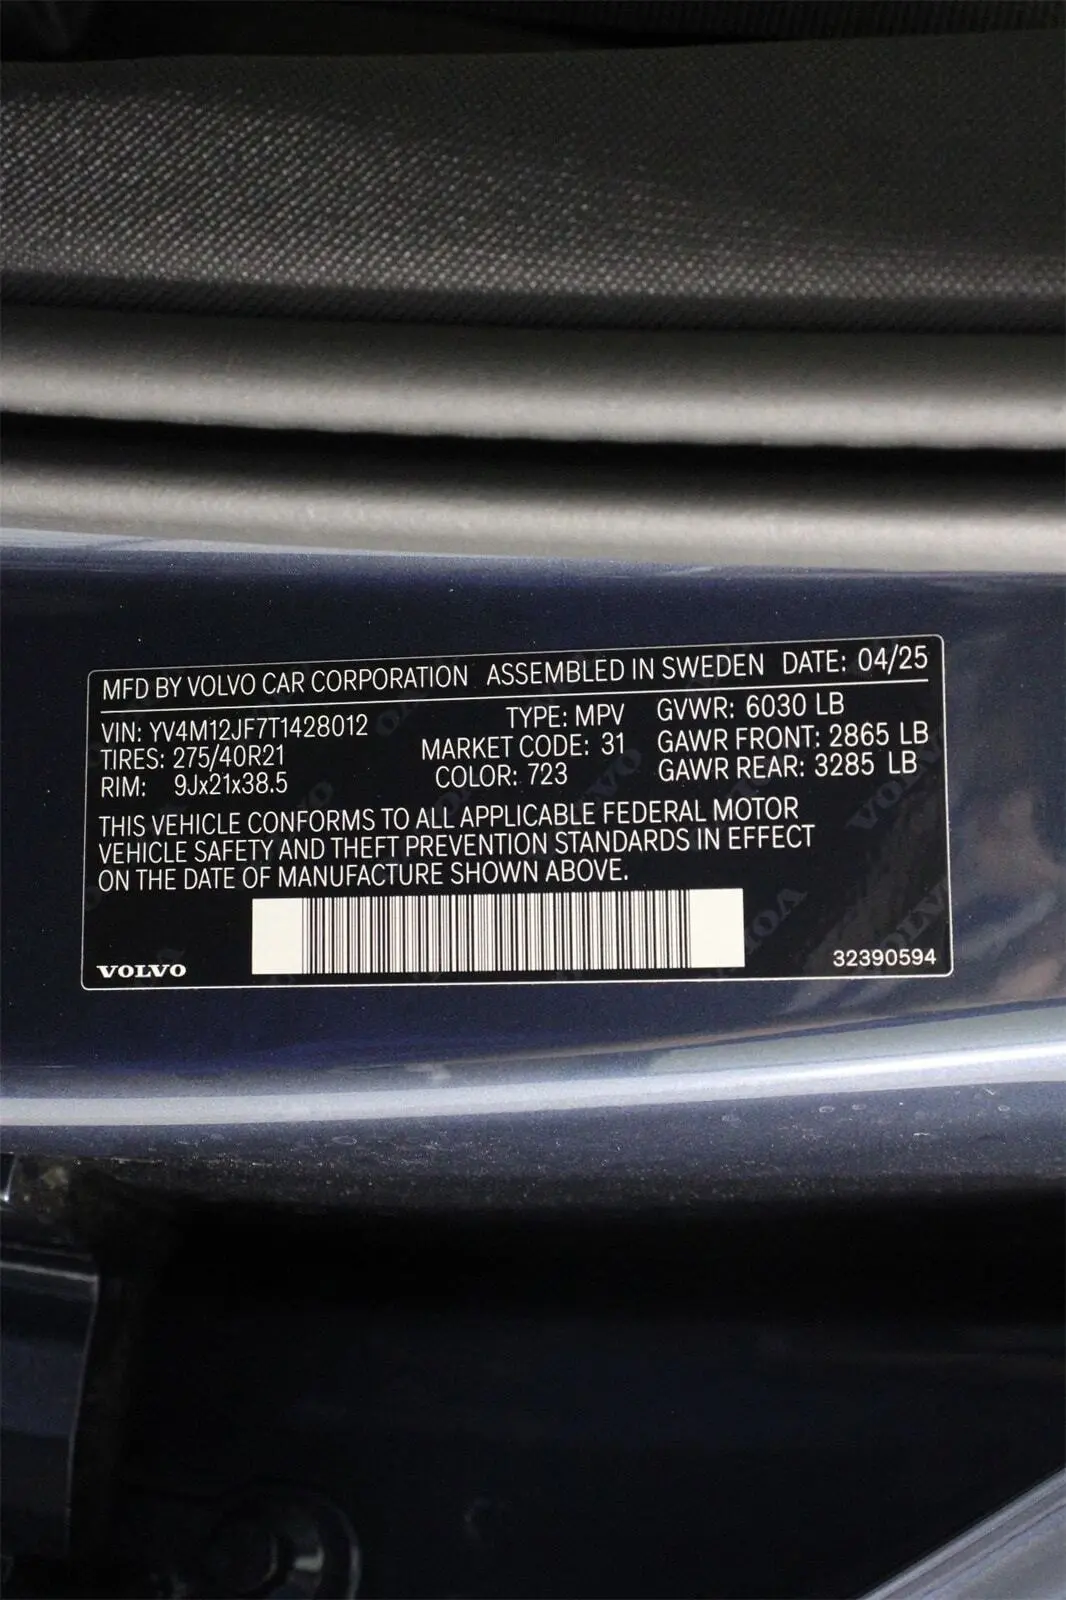 MFD BY VOLVO CAR CORPORATION ASSEMBLED IN SWEDEN DATE: 04/25
VIN: YV4M12JF7T1428012 TYPE: MPV GVWR: 6030 LB
TIRES: 275/40R21 MARKET CODE: 31 GAWR FRONT: 2865 LB
RIM: 9Jx21x38.5 COLOR: 723 GAWR REAR: 3285 LB
THIS VEHICLE CONFORMS TO ALL APPLICABLE FEDERAL MOTOR
VEHICLE SAFETY AND THEFT PREVENTION STANDARDS IN EFFECT
ON THE DATE OF MANUFACTURE SHOWN ABOVE.
VOLVO 32390594